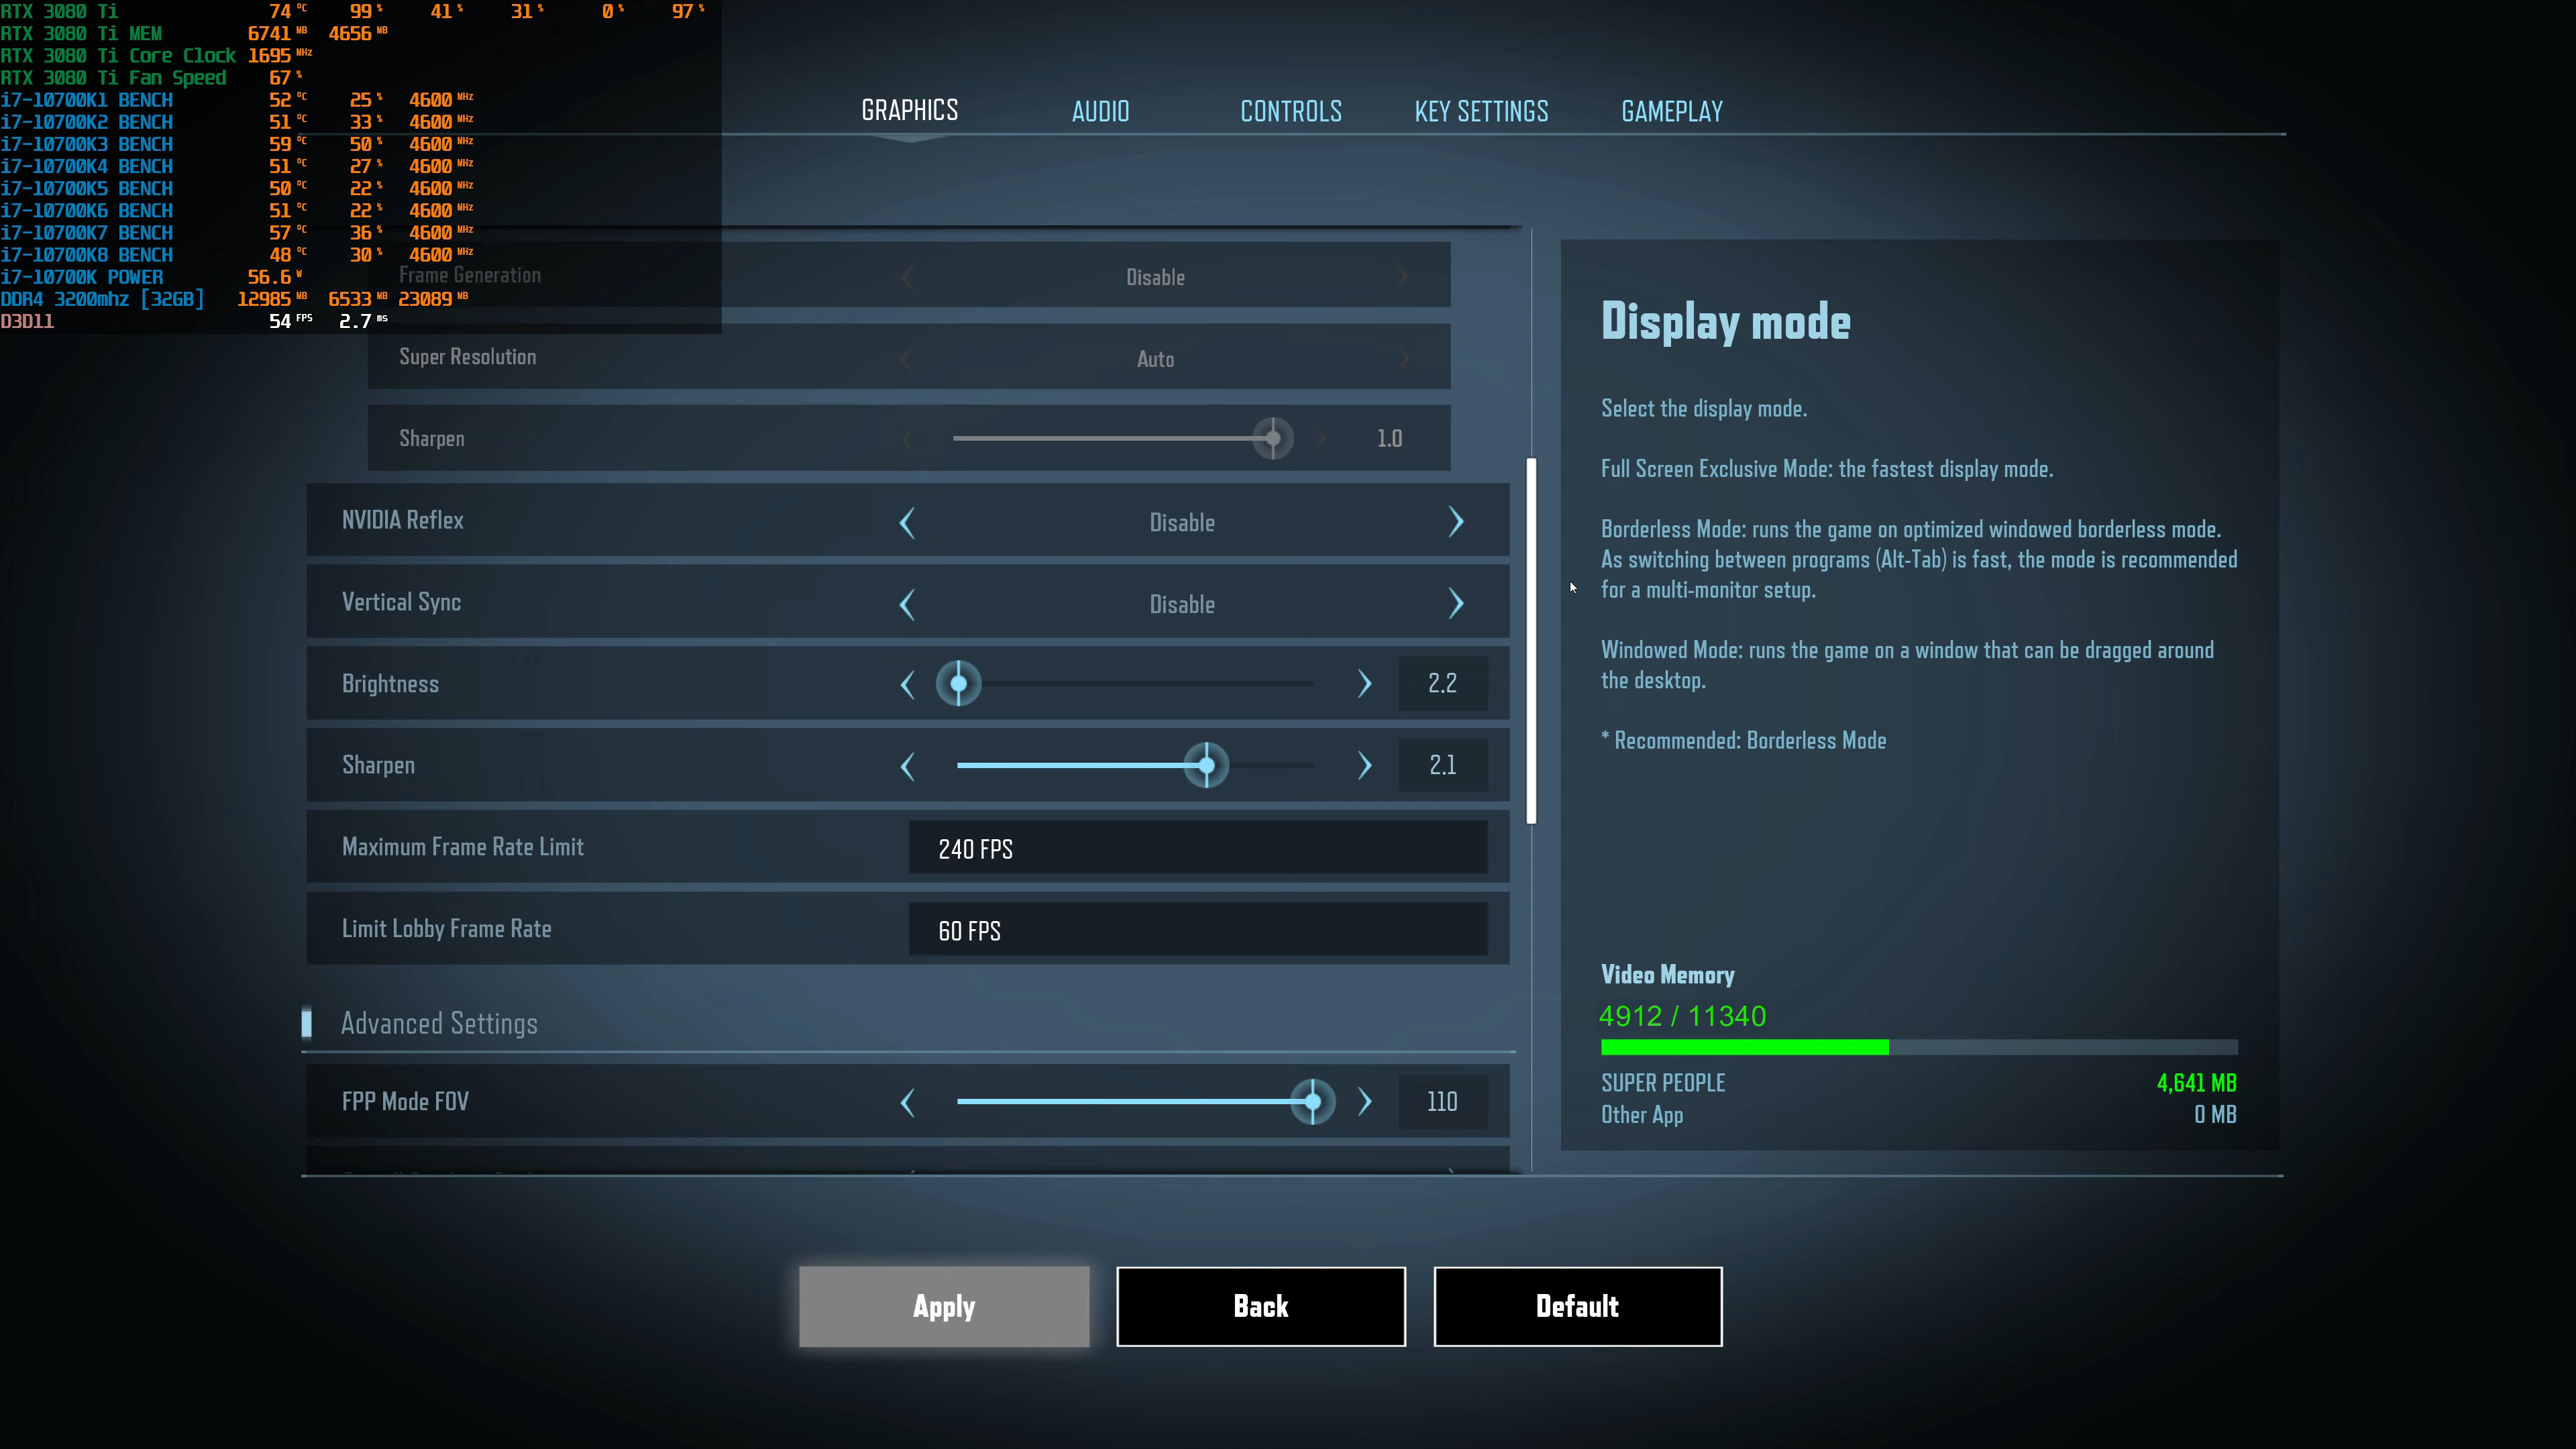 RTX 3080 Ti 74 °C 99 % 41 % 31 % 0 % 97 %
RTX 3080 Ti MEM 6741 MB 4656 MB
RTX 3080 Ti Core Clock 1695 MHz
RTX 3080 Ti Fan Speed 67 %
i7-10700K1 BENCH 52 °C 25 % 4600 MHz
i7-10700K2 BENCH 51 °C 33 % 4600 MHz
i7-10700K3 BENCH 59 °C 50 % 4600 MHz
i7-10700K4 BENCH 51 °C 27 % 4600 MHz
i7-10700K5 BENCH 50 °C 22 % 4600 MHz
i7-10700K6 BENCH 51 °C 22 % 4600 MHz
i7-10700K7 BENCH 57 °C 36 % 4600 MHz
i7-10700K8 BENCH 48 °C 30 % 4600 MHz
i7-10700K POWER 56.6 W
DDR4 3200mhz [32GB] 12985 MB 6533 MB 23089 MB
D3D11 54 FPS 2.7 ms
GRAPHICS AUDIO CONTROLS KEY SETTINGS GAMEPLAY
Frame Generation Disable
Super Resolution Auto
Sharpen 1.0
NVIDIA Reflex Disable
Vertical Sync Disable
Brightness 2.2
Sharpen 2.1
Maximum Frame Rate Limit 240 FPS
Limit Lobby Frame Rate 60 FPS
Advanced Settings
FPP Mode FOV 110
Display mode
Select the display mode.
Full Screen Exclusive Mode: the fastest display mode.
Borderless Mode: runs the game on optimized windowed borderless mode.
As switching between programs (Alt-Tab) is fast, the mode is recommended
for a multi-monitor setup.
Windowed Mode: runs the game on a window that can be dragged around
the desktop.
* Recommended: Borderless Mode
Video Memory
4912 / 11340
SUPER PEOPLE 4,641 MB
Other App 0 MB
Apply Back Default